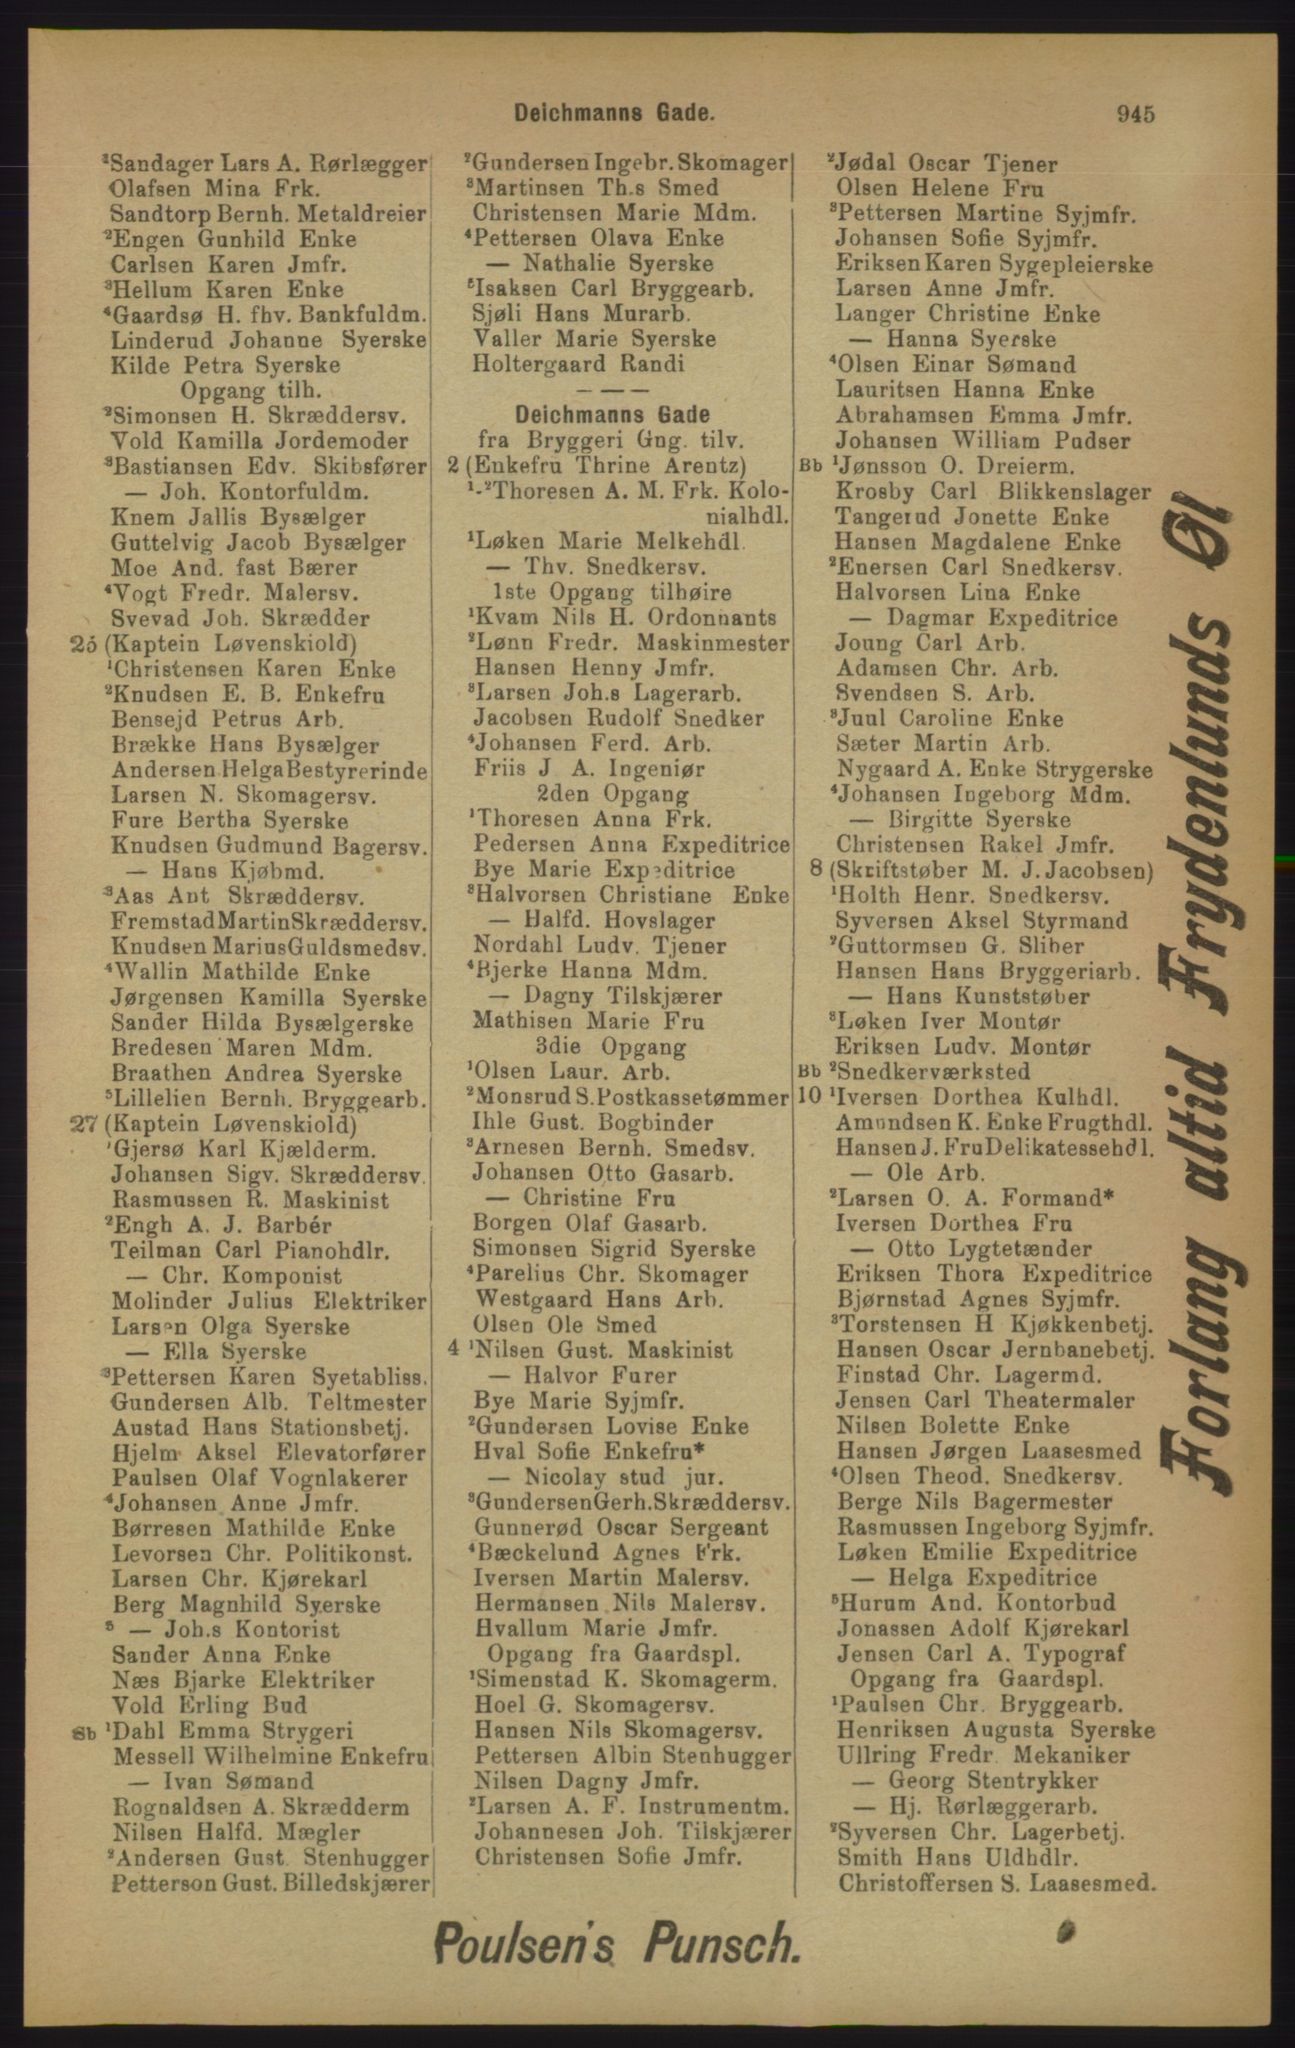 Deichmanns Gade.
945
²Sandager Lars A. Rørlægger
Olafsen Mina Frk.
Sandtorp Bernh. Metaldreier
²Engen Gunhild Enke
Carlsen Karen Jmfr.
³Hellum Karen Enke
⁴Gaardsø H. fhv. Bankfuldm.
Linderud Johanne Syerske
Kilde Petra Syerske
Opgang tilh.
²Simonsen H. Skræddersv.
Vold Kamilla Jordemoder
³Bastiansen Edv. Skibsfører
— Joh. Kontorfuldm.
Knem Jallis Bysælger
Guttelvig Jacob Bysælger
Moe And. fast Bærer
⁴Vogt Fredr. Malersv.
Svevad Joh. Skrædder
25 (Kaptein Løvenskiold)
¹Christensen Karen Enke
²Knudsen E. B. Enkefru
Bensejd Petrus Arb.
Brække Hans Bysælger
Andersen Helga Bestyrerinde
Larsen N. Skomagersv.
Fure Bertha Syerske
Knudsen Gudmund Bagersv.
— Hans Kjøbmd.
³Aas Ant Skræddersv.
Fremstad Martin Skræddersv.
Knudsen Marius Guldsmedsv.
⁴Wallin Mathilde Enke
Jørgensen Kamilla Syerske
Sander Hilda Bysælgerske
Bredesen Maren Mdm.
Braathen Andrea Syerske
⁵Lillelien Bernh. Bryggearb.
27 (Kaptein Løvenskiold)
¹Gjersø Karl Kjælderm.
Johansen Sigv. Skræddersv.
Rasmussen R. Maskinist
²Engh A. J. Barbér
Teilman Carl Pianohdlr.
— Chr. Komponist
Molinder Julius Elektriker
Larsen Olga Syerske
— Ella Syerske
³Pettersen Karen Syetabliss.
Gundersen Alb. Teltmester
Austad Hans Stationsbetj.
Hjelm Aksel Elevatorfører
Paulsen Olaf Vognlakerer
⁴Johansen Anne Jmfr.
Børresen Mathilde Enke
Levorsen Chr. Politikonst.
Larsen Chr. Kjørekarl
Berg Magnhild Syerske
⁵ — Joh.s Kontorist
Sander Anna Enke
Næs Bjarke Elektriker
Vold Erling Bud
Sb ¹Dahl Emma Strygeri
Messell Wilhelmine Enkefru
— Ivan Sømand
Rognaldsen A. Skrædderm
Nilsen Halfd. Mægler
²Andersen Gust. Stenhugger
Petterson Gust. Billedskjærer
²Gundersen Ingebr. Skomager
³Martinsen Th.s Smed
Christensen Marie Mdm.
⁴Pettersen Olava Enke
— Nathalie Syerske
⁵Isaksen Carl Bryggearb.
Sjøli Hans Murarb.
Valler Marie Syerske
Holtergaard Randi
— — —
Deichmanns Gade
fra Bryggeri Gng. tilv.
2 (Enkefru Thrine Arentz)
¹-²Thoresen A. M. Frk. Kolo-
nialhdl.
¹Løken Marie Melkehdl.
— Thv. Snedkersv.
1ste Opgang tilhøire
¹Kvam Nils H. Ordonnants
²Lønn Fredr. Maskinmester
Hansen Henny Jmfr.
³Larsen Joh.s Lagerarb.
Jacobsen Rudolf Snedker
⁴Johansen Ferd. Arb.
Friis J A. Ingeniør
2den Opgang
¹Thoresen Anna Frk.
Pedersen Anna Expeditrice
Bye Marie Expeditrice
³Halvorsen Christiane Enke
— Halfd. Hovslager
Nordahl Ludv. Tjener
⁴Bjerke Hanna Mdm.
— Dagny Tilskjærer
Mathisen Marie Fru
3die Opgang
¹Olsen Laur. Arb.
²Monsrud S. Postkassetømmer
Ihle Gust. Bogbinder
³Arnesen Bernh. Smedsv.
Johansen Otto Gasarb.
— Christine Fru
Borgen Olaf Gasarb.
Simonsen Sigrid Syerske
⁴Parelius Chr. Skomager
Westgaard Hans Arb.
Olsen Ole Smed
4 ¹Nilsen Gust. Maskinist
— Halvor Furer
Bye Marie Syjmfr.
²Gundersen Lovise Enke
Hval Sofie Enkefru*
— Nicolay stud jur.
³Gundersen Gerh. Skræddersv.
Gunnerød Oscar Sergeant
⁴Bæckelund Agnes Frk.
Iversen Martin Malersv.
Hermansen Nils Malersv.
Hvallum Marie Jmfr.
Opgang fra Gaardspl.
¹Simenstad K. Skomagerm.
Hoel G. Skomagersv.
Hansen Nils Skomagersv.
Pettersen Albin Stenhugger
Nilsen Dagny Jmfr.
²Larsen A. F. Instrumentm.
Johannesen Joh. Tilskjærer
Christensen Sofie Jmfr.
²Jødal Oscar Tjener
Olsen Helene Fru
³Pettersen Martine Syjmfr.
Johansen Sofie Syjmfr.
Eriksen Karen Sygepleierske
Larsen Anne Jmfr.
Langer Christine Enke
— Hanna Syerske
⁴Olsen Einar Sømand
Lauritsen Hanna Enke
Abrahamsen Emma Jmfr.
Johansen William Pudser
Bb ¹Jønsson O. Dreierm.
Krosby Carl Blikkenslager
Tangerud Jonette Enke
Hansen Magdalene Enke
²Enersen Carl Snedkersv.
Halvorsen Lina Enke
— Dagmar Expeditrice
Joung Carl Arb.
Adamsen Chr. Arb.
Svendsen S. Arb.
³Juul Caroline Enke
Sæter Martin Arb.
Nygaard A. Enke Strygerske
⁴Johansen Ingeborg Mdm.
— Birgitte Syerske
Christensen Rakel Jmfr.
8 (Skriftstøber M. J. Jacobsen)
¹Holth Henr. Snedkersv.
Syversen Aksel Styrmand
²Guttormsen G. Sliber
Hansen Hans Bryggeriarb.
— Hans Kunststøber
³Løken Iver Montør
Eriksen Ludv. Montør
Bb ²Snedkerværksted
10 ¹Iversen Dorthea Kulhdl.
Amundsen K. Enke Frugthdl.
Hansen J. Fru Delikatessehdl.
— Ole Arb.
²Larsen O. A. Formand*
Iversen Dorthea Fru
— Otto Lygtetænder
Eriksen Thora Expeditrice
Bjørnstad Agnes Syjmfr.
³Torstensen H Kjøkkenbetj.
Hansen Oscar Jernbanebetj.
Finstad Chr. Lagermd.
Jensen Carl Theatermaler
Nilsen Bolette Enke
Hansen Jørgen Laasesmed
⁴Olsen Theod. Snedkersv.
Berge Nils Bagermester
Rasmussen Ingeborg Syjmfr.
Løken Emilie Expeditrice
— Helga Expeditrice
⁵Hurum And. Kontorbud
Jonassen Adolf Kjørekarl
Jensen Carl A. Typograf
Opgang fra Gaardspl.
¹Paulsen Chr. Bryggearb.
Henriksen Augusta Syerske
Ullring Fredr. Mekaniker
— Georg Stentrykker
— Hj. Rørlæggerarb.
²Syversen Chr. Lagerbetj.
Smith Hans Uldhdlr.
Christoffersen S. Laasesmed.
Forlang altid Frydenlunds Øl
Poulsen's Punsch.